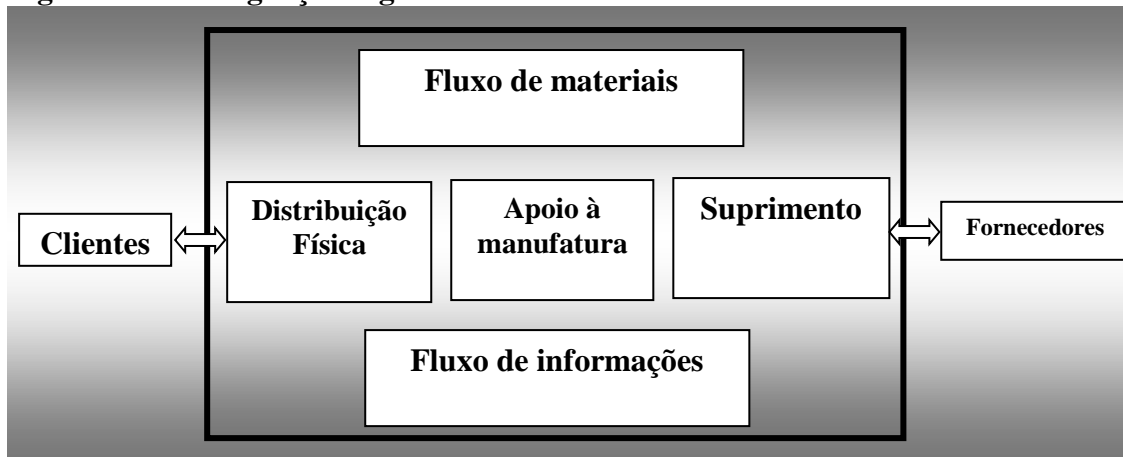 Fluxo de materiais
Clientes
Distribuição
Física
Apoio à
manufatura
Suprimento
Fornecedores
Fluxo de informações